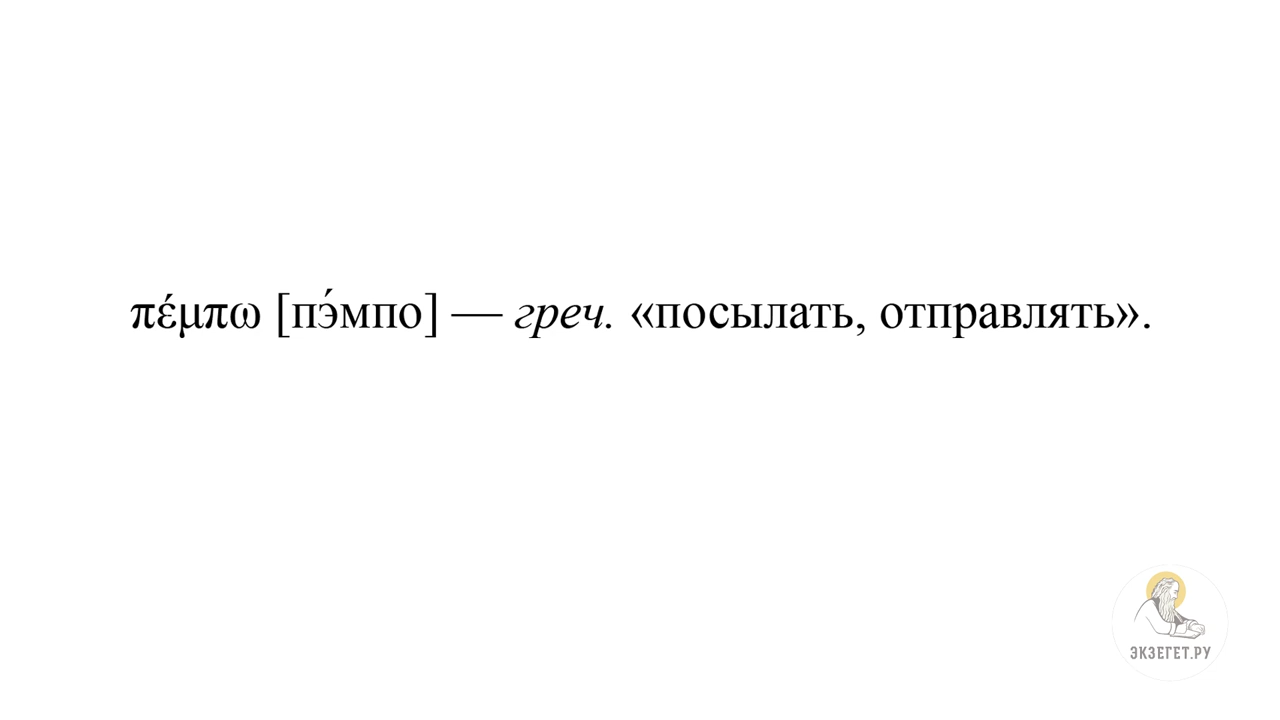 πέμπω [пэ́мпо] — греч. «посылать, отправлять».
ЭКЗЕГЕТ.РУ